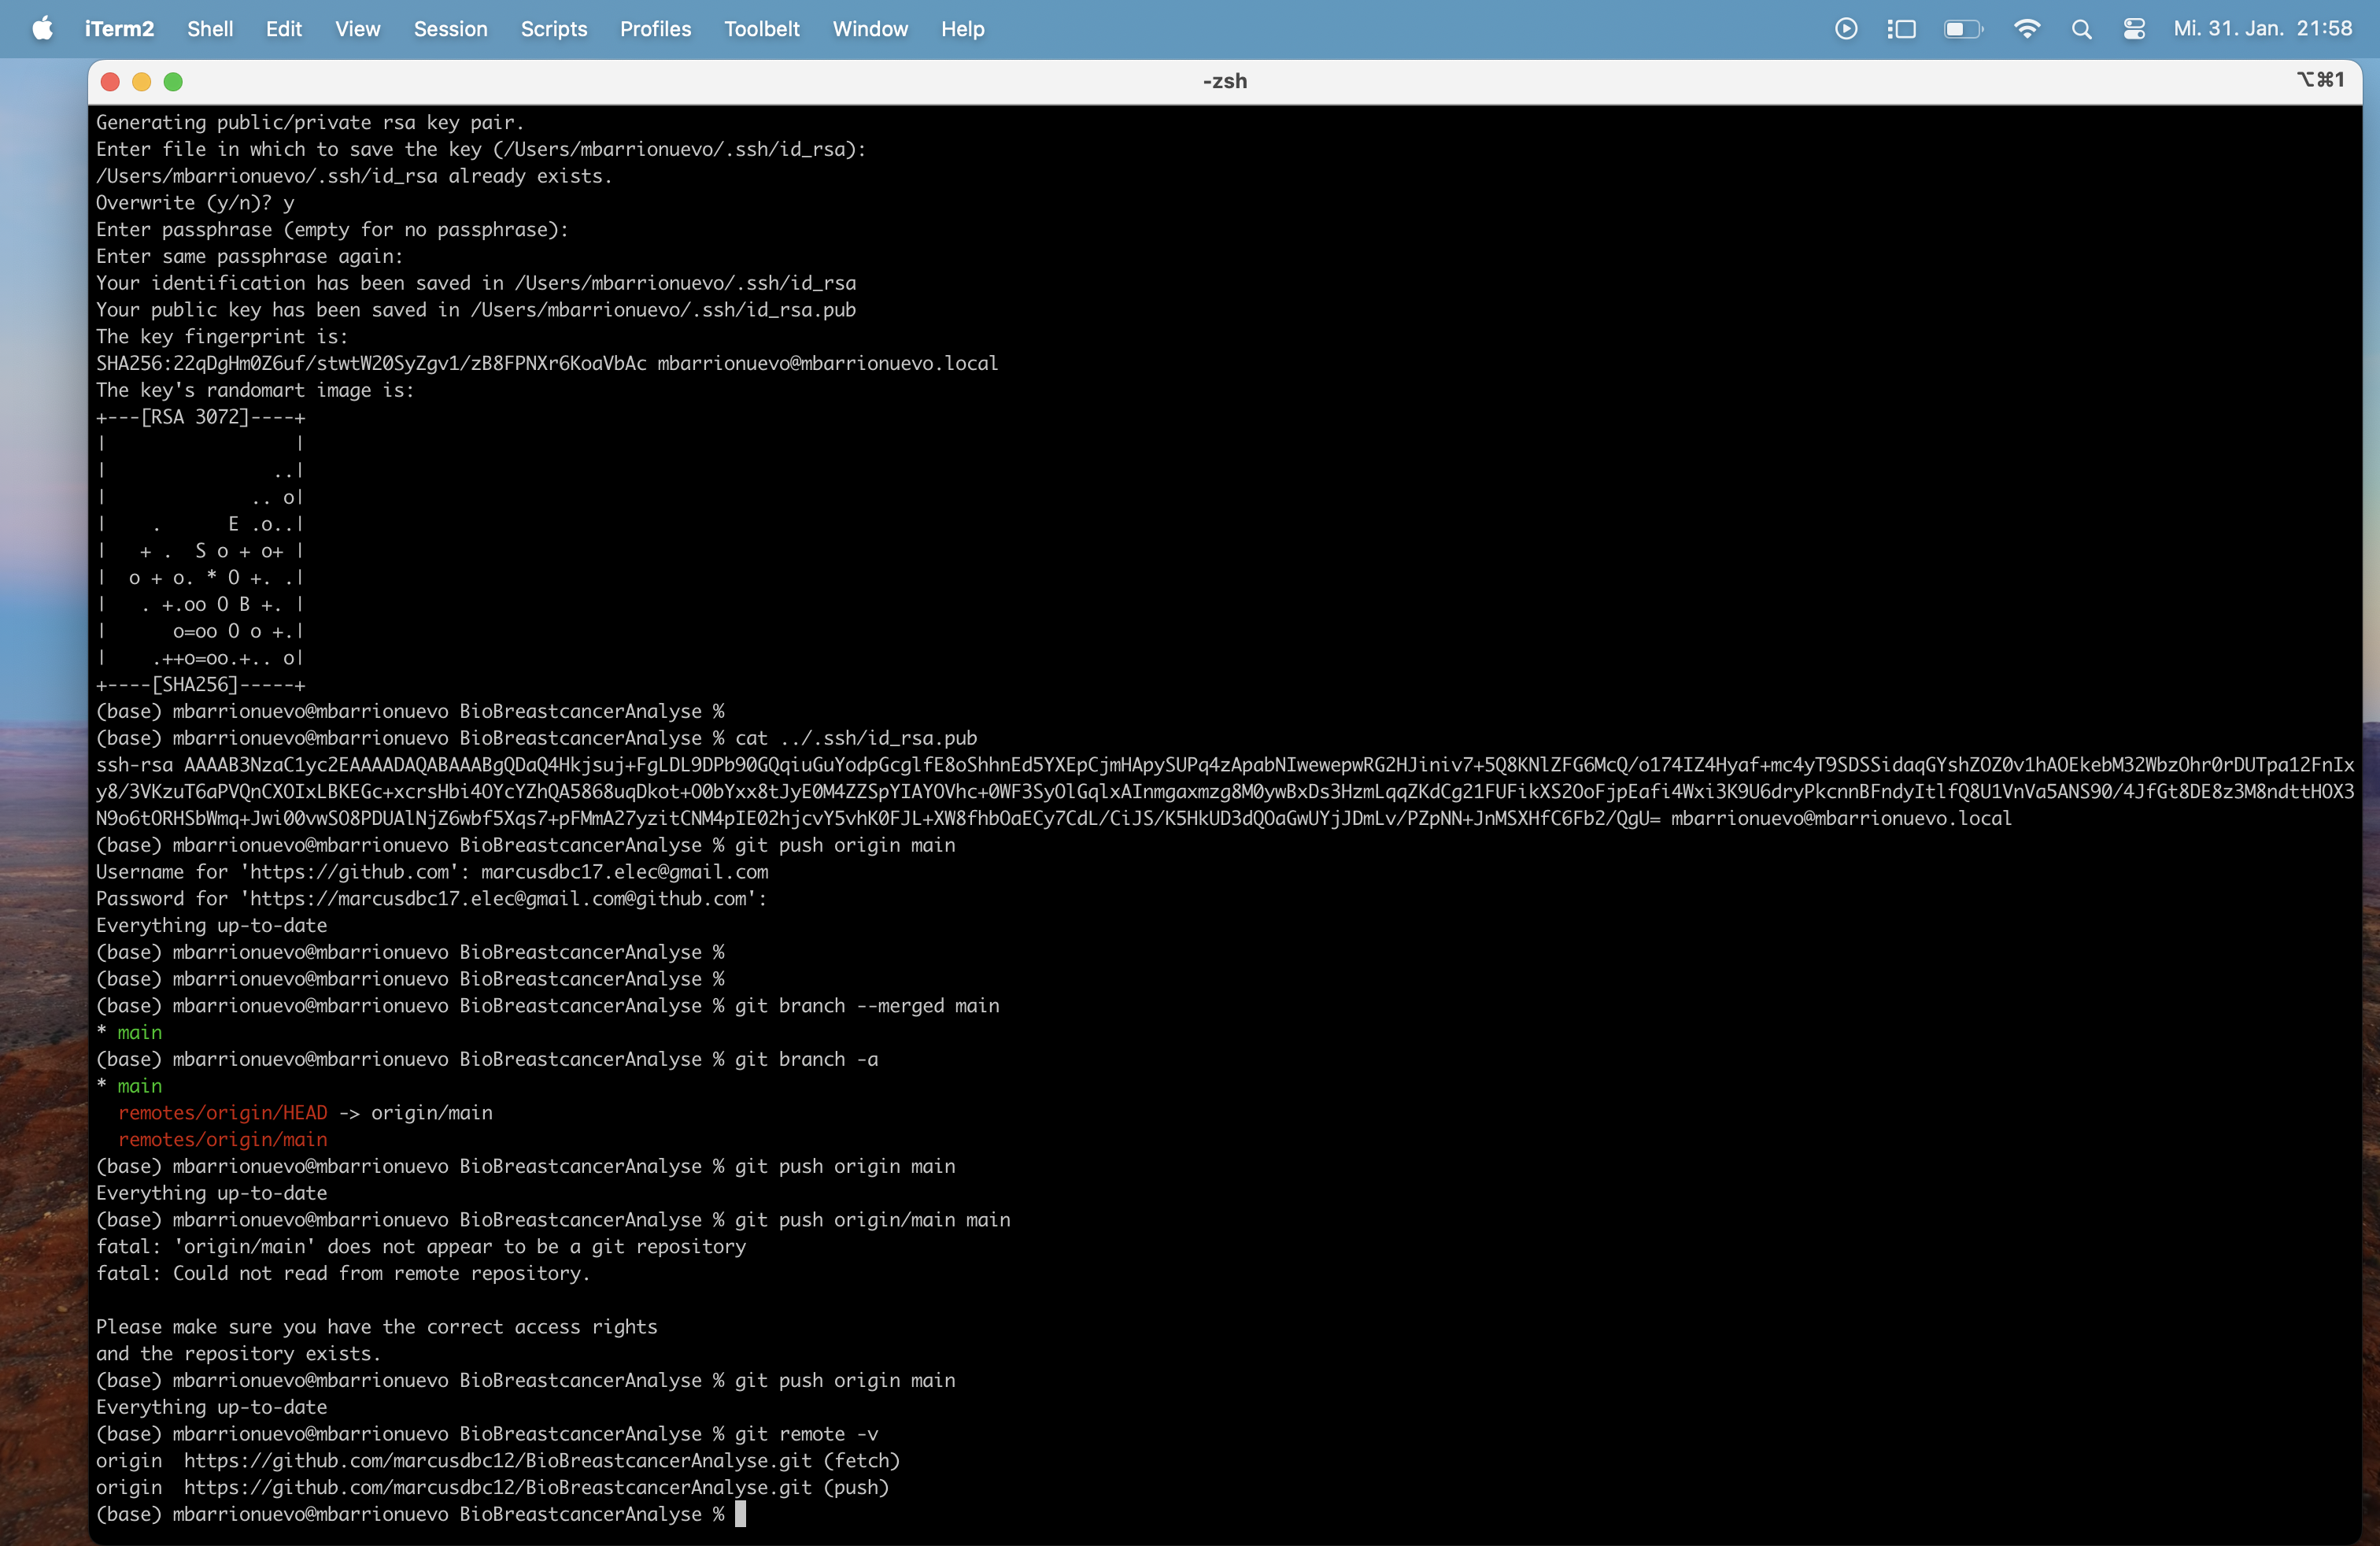 iTerm2 Shell Edit View Session Scripts Profiles Toolbelt Window Help Mi. 31. Jan. 21:58
-zsh ⌥⌘1
Generating public/private rsa key pair.
Enter file in which to save the key (/Users/mbarrionuevo/.ssh/id_rsa):
/Users/mbarrionuevo/.ssh/id_rsa already exists.
Overwrite (y/n)? y
Enter passphrase (empty for no passphrase):
Enter same passphrase again:
Your identification has been saved in /Users/mbarrionuevo/.ssh/id_rsa
Your public key has been saved in /Users/mbarrionuevo/.ssh/id_rsa.pub
The key fingerprint is:
SHA256:22qDgHm0Z6uf/stwtW20SyZgv1/zB8FPNXr6KoaVbAc mbarrionuevo@mbarrionuevo.local
The key's randomart image is:
+---[RSA 3072]----+
|                 |
|               ..|
|             .. o|
|    .      E .o..|
|   + .  S o + o+ |
|  o + o. * O +. .|
|   . +.oo O B +. |
|      o=oo O o +.|
|    .++o=oo.+.. o|
+----[SHA256]-----+
(base) mbarrionuevo@mbarrionuevo BioBreastcancerAnalyse %
(base) mbarrionuevo@mbarrionuevo BioBreastcancerAnalyse % cat ../.ssh/id_rsa.pub
ssh-rsa AAAAB3NzaC1yc2EAAAADAQABAAABgQDaQ4Hkjsuj+FgLDL9DPb90GQqiuGuYodpGcglfE8oShhnEd5YXEpCjmHApySUPq4zApabNIwewepwRG2HJiniv7+5Q8KNlZFG6McQ/o174IZ4Hyaf+mc4yT9SDSSidaqGYshZOZ0v1hAOEkebM32WbzOhr0rDUTpa12FnIx
y8/3VKzuT6aPVQnCXOIxLBKEGc+xcrsHbi4OYcYZhQA5868uqDkot+O0bYxx8tJyE0M4ZZSpYIAYOVhc+0WF3SyOlGqlxAInmgaxmzg8M0ywBxDs3HzmLqqZKdCg21FUFikXS2OoFjpEafi4Wxi3K9U6dryPkcnnBFndyItlfQ8U1VnVa5ANS90/4JfGt8DE8z3M8ndttHOX3
N9o6tORHSbWmq+Jwi00vwSO8PDUAlNjZ6wbf5Xqs7+pFMmA27yzitCNM4pIE02hjcvY5vhK0FJL+XW8fhbOaECy7CdL/CiJS/K5HkUD3dQOaGwUYjJDmLv/PZpNN+JnMSXHfC6Fb2/QgU= mbarrionuevo@mbarrionuevo.local
(base) mbarrionuevo@mbarrionuevo BioBreastcancerAnalyse % git push origin main
Username for 'https://github.com': marcusdbc17.elec@gmail.com
Password for 'https://marcusdbc17.elec@gmail.com@github.com':
Everything up-to-date
(base) mbarrionuevo@mbarrionuevo BioBreastcancerAnalyse %
(base) mbarrionuevo@mbarrionuevo BioBreastcancerAnalyse %
(base) mbarrionuevo@mbarrionuevo BioBreastcancerAnalyse % git branch --merged main
* main
(base) mbarrionuevo@mbarrionuevo BioBreastcancerAnalyse % git branch -a
* main
  remotes/origin/HEAD -> origin/main
  remotes/origin/main
(base) mbarrionuevo@mbarrionuevo BioBreastcancerAnalyse % git push origin main
Everything up-to-date
(base) mbarrionuevo@mbarrionuevo BioBreastcancerAnalyse % git push origin/main main
fatal: 'origin/main' does not appear to be a git repository
fatal: Could not read from remote repository.

Please make sure you have the correct access rights
and the repository exists.
(base) mbarrionuevo@mbarrionuevo BioBreastcancerAnalyse % git push origin main
Everything up-to-date
(base) mbarrionuevo@mbarrionuevo BioBreastcancerAnalyse % git remote -v
origin  https://github.com/marcusdbc12/BioBreastcancerAnalyse.git (fetch)
origin  https://github.com/marcusdbc12/BioBreastcancerAnalyse.git (push)
(base) mbarrionuevo@mbarrionuevo BioBreastcancerAnalyse %